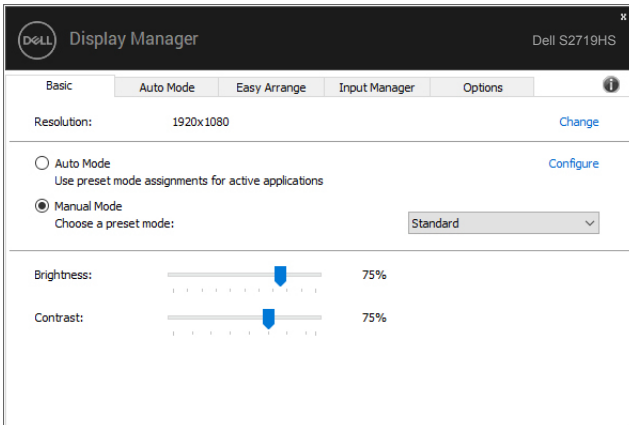 x
DELL Display Manager
Dell S2719HS
Basic Auto Mode Easy Arrange Input Manager Options i
Resolution: 1920x1080 Change
Auto Mode Configure
Use preset mode assignments for active applications
Manual Mode
Choose a preset mode: Standard
Brightness: 75%
Contrast: 75%